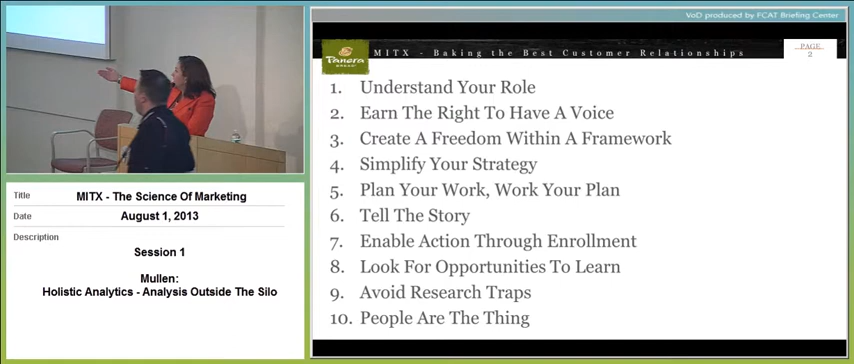 VoD produced by FCAT Briefing Center
Panera
BREAD
MITX - Baking the Best Customer Relationships
PAGE
2
1. Understand Your Role
2. Earn The Right To Have A Voice
3. Create A Freedom Within A Framework
4. Simplify Your Strategy
5. Plan Your Work, Work Your Plan
6. Tell The Story
7. Enable Action Through Enrollment
8. Look For Opportunities To Learn
9. Avoid Research Traps
10. People Are The Thing
Title MITX - The Science Of Marketing
Date August 1, 2013
Description
Session 1
Mullen:
Holistic Analytics - Analysis Outside The Silo